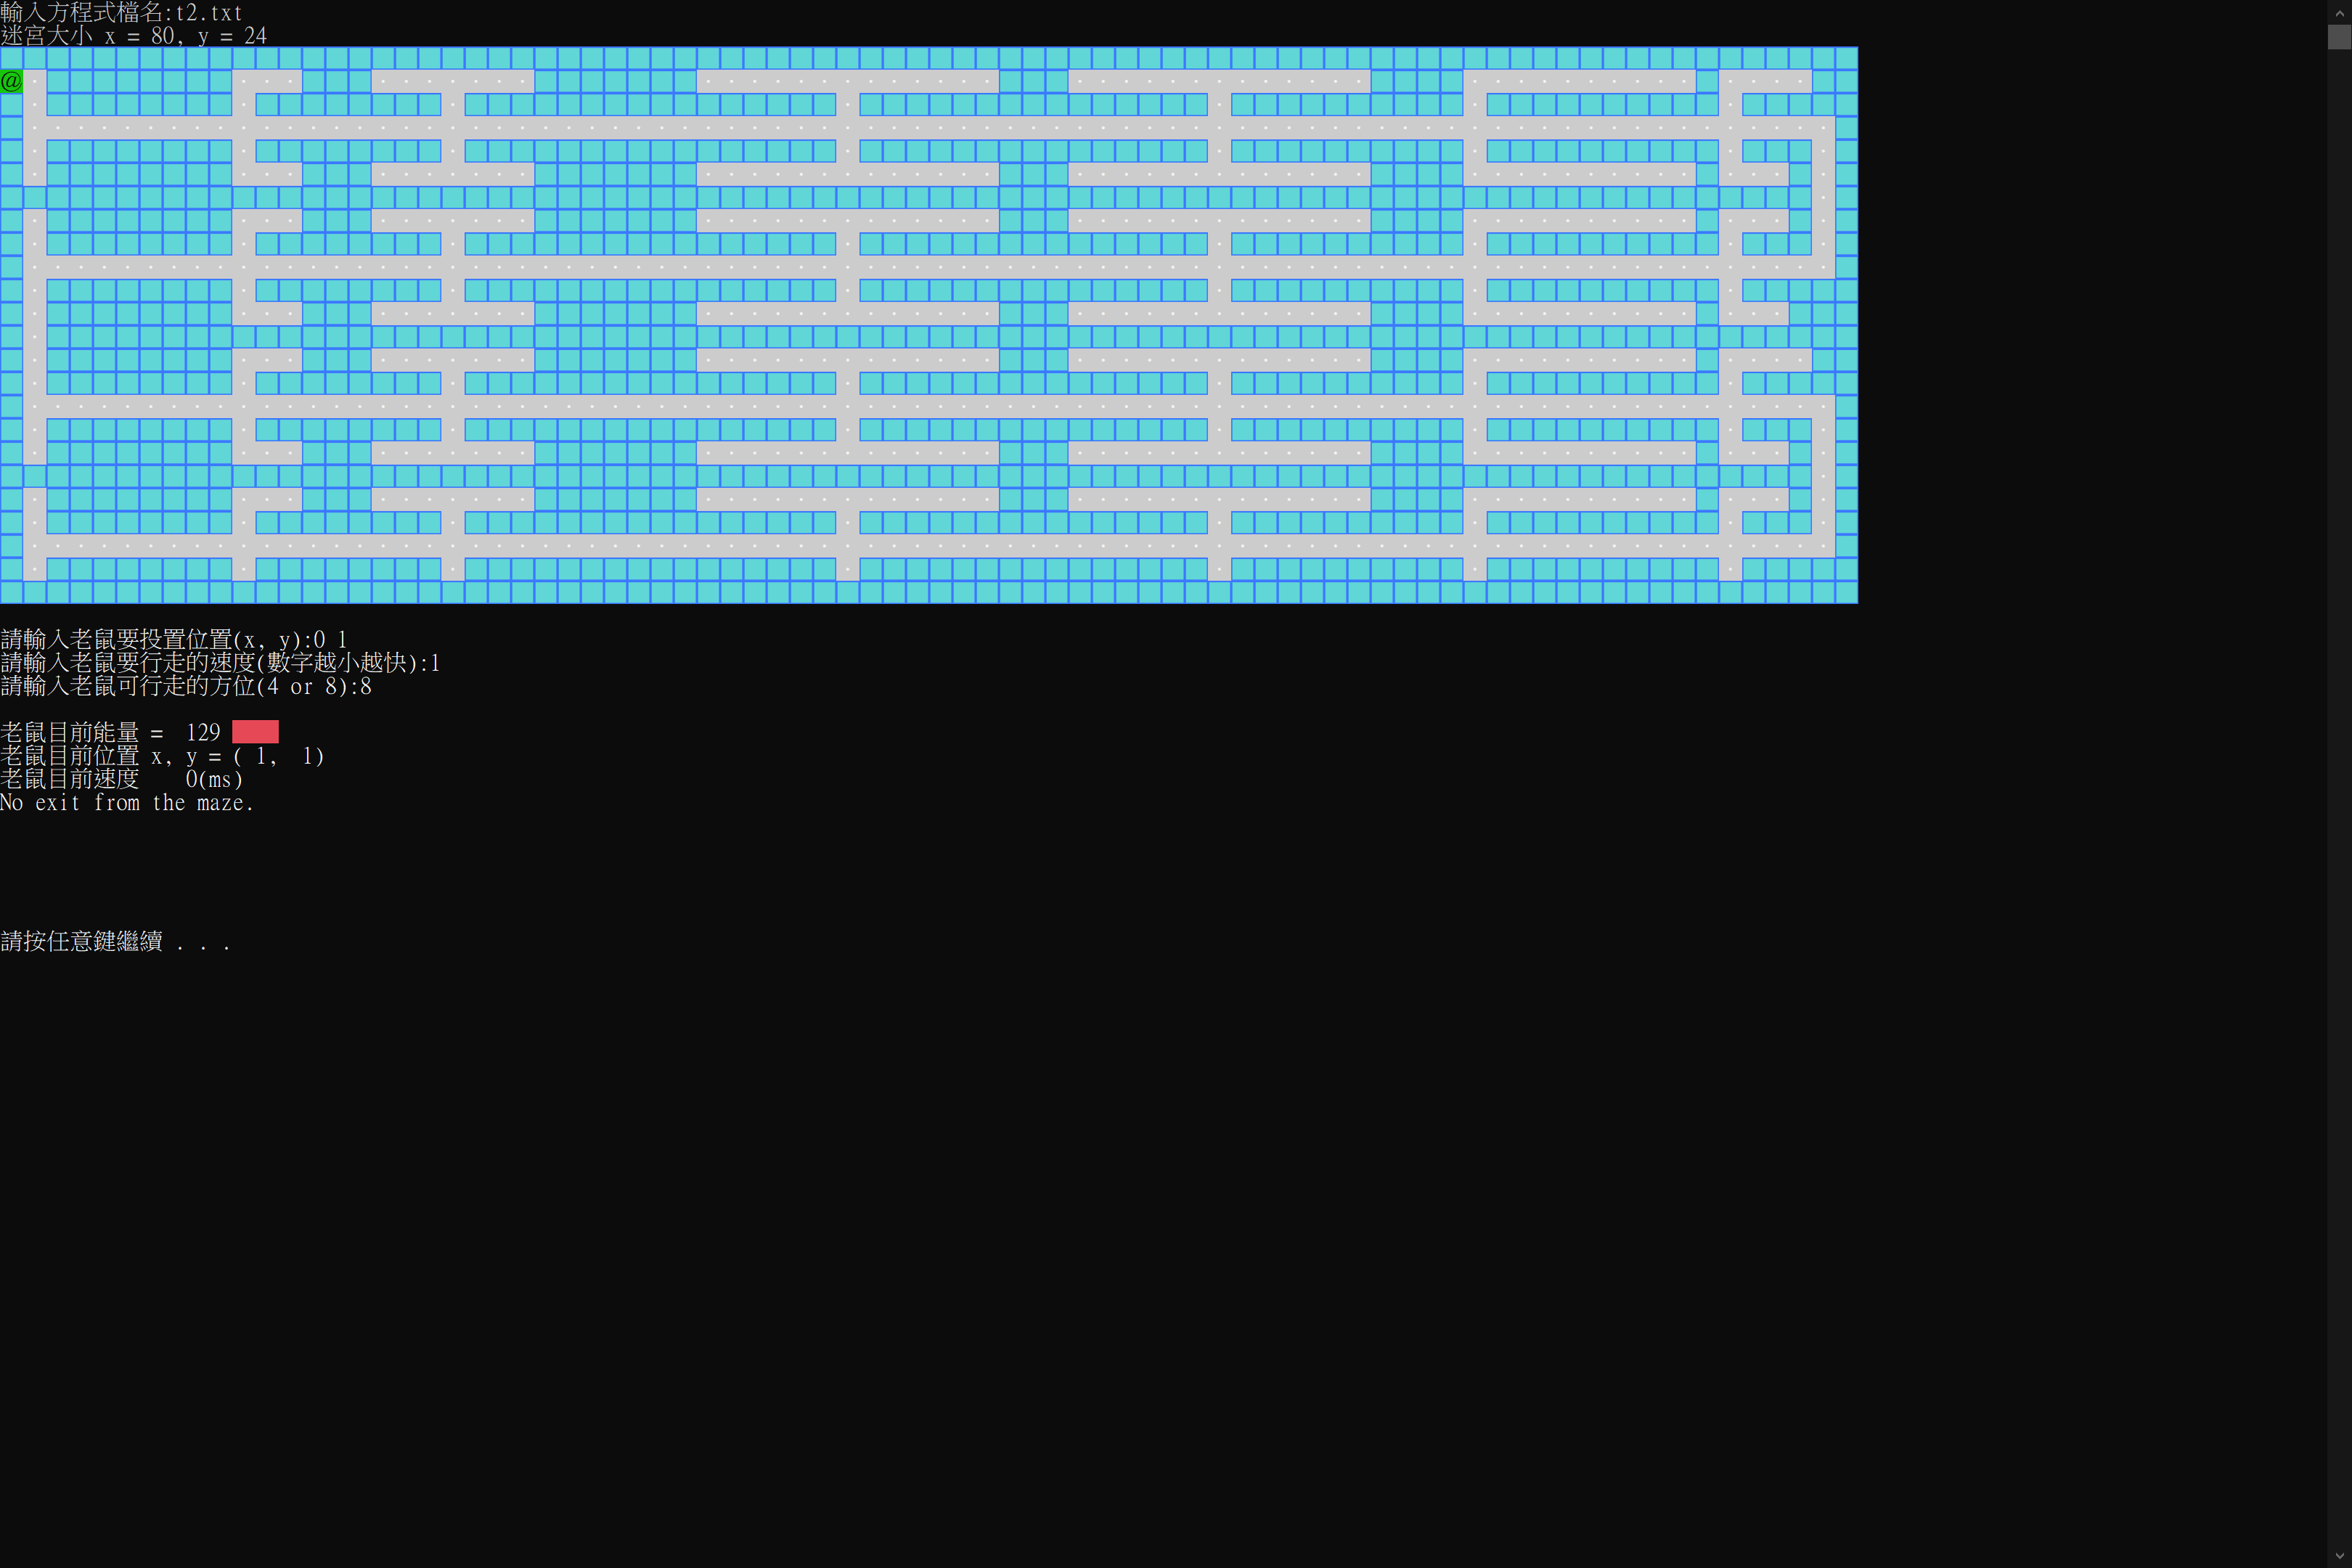 輸入方程式檔名:t2.txt
迷宮大小 x = 80, y = 24
@
請輸入老鼠要投置位置(x, y):0 1
請輸入老鼠要行走的速度(數字越小越快):1
請輸入老鼠可行走的方位(4 or 8):8
老鼠目前能量 =  129
老鼠目前位置 x, y = ( 1,  1)
老鼠目前速度    0(ms)
No exit from the maze.
請按任意鍵繼續 . . .